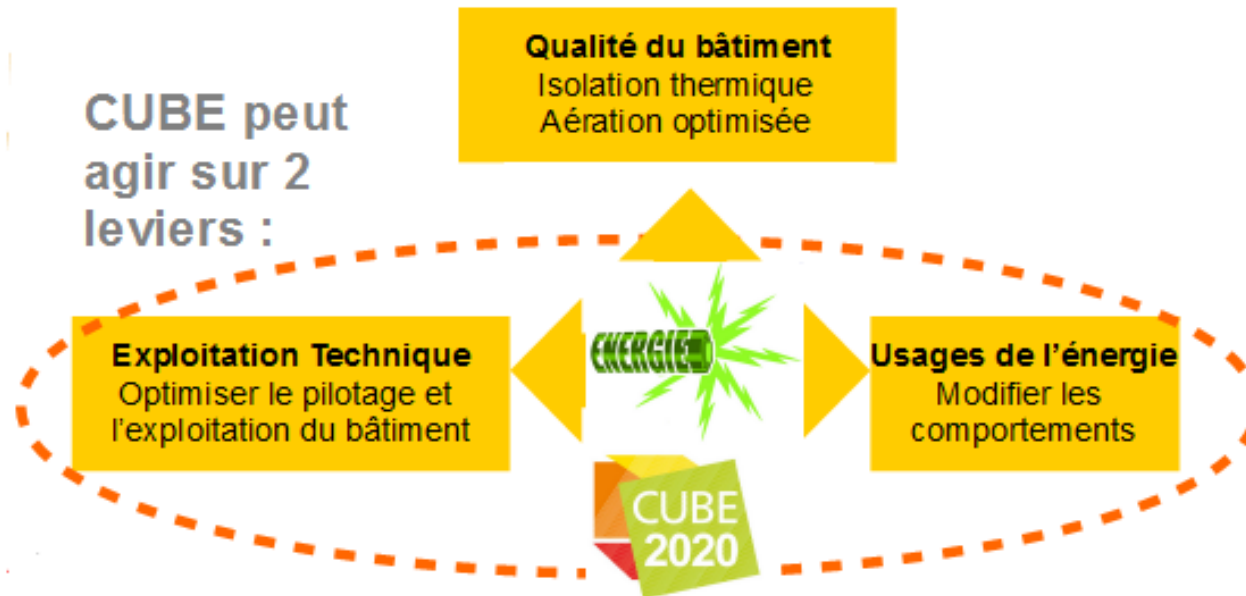 Qualité du bâtiment
Isolation thermique
Aération optimisée
CUBE peut
agir sur 2
leviers :
Exploitation Technique
Optimiser le pilotage et
l'exploitation du bâtiment
ENERGIE
Usages de l'énergie
Modifier les
comportements
CUBE
2020